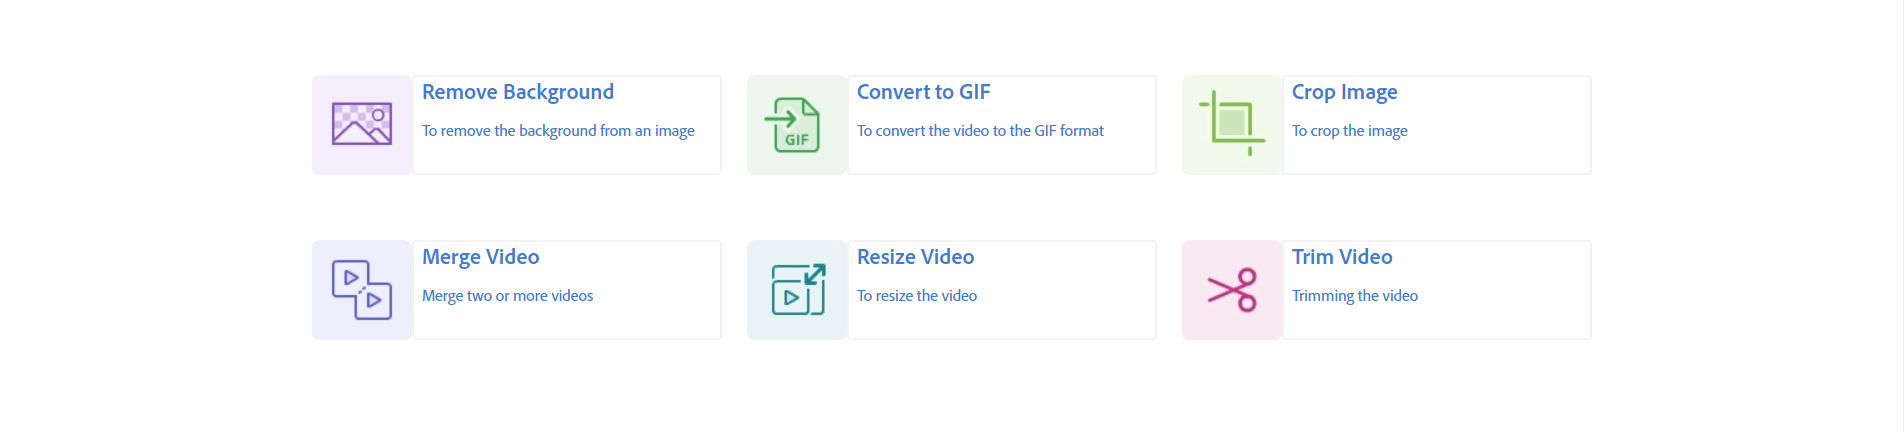 Remove Background
To remove the background from an image
Convert to GIF
To convert the video to the GIF format
GIF
Crop Image
To crop the image
Merge Video
Merge two or more videos
Resize Video
To resize the video
Trim Video
Trimming the video